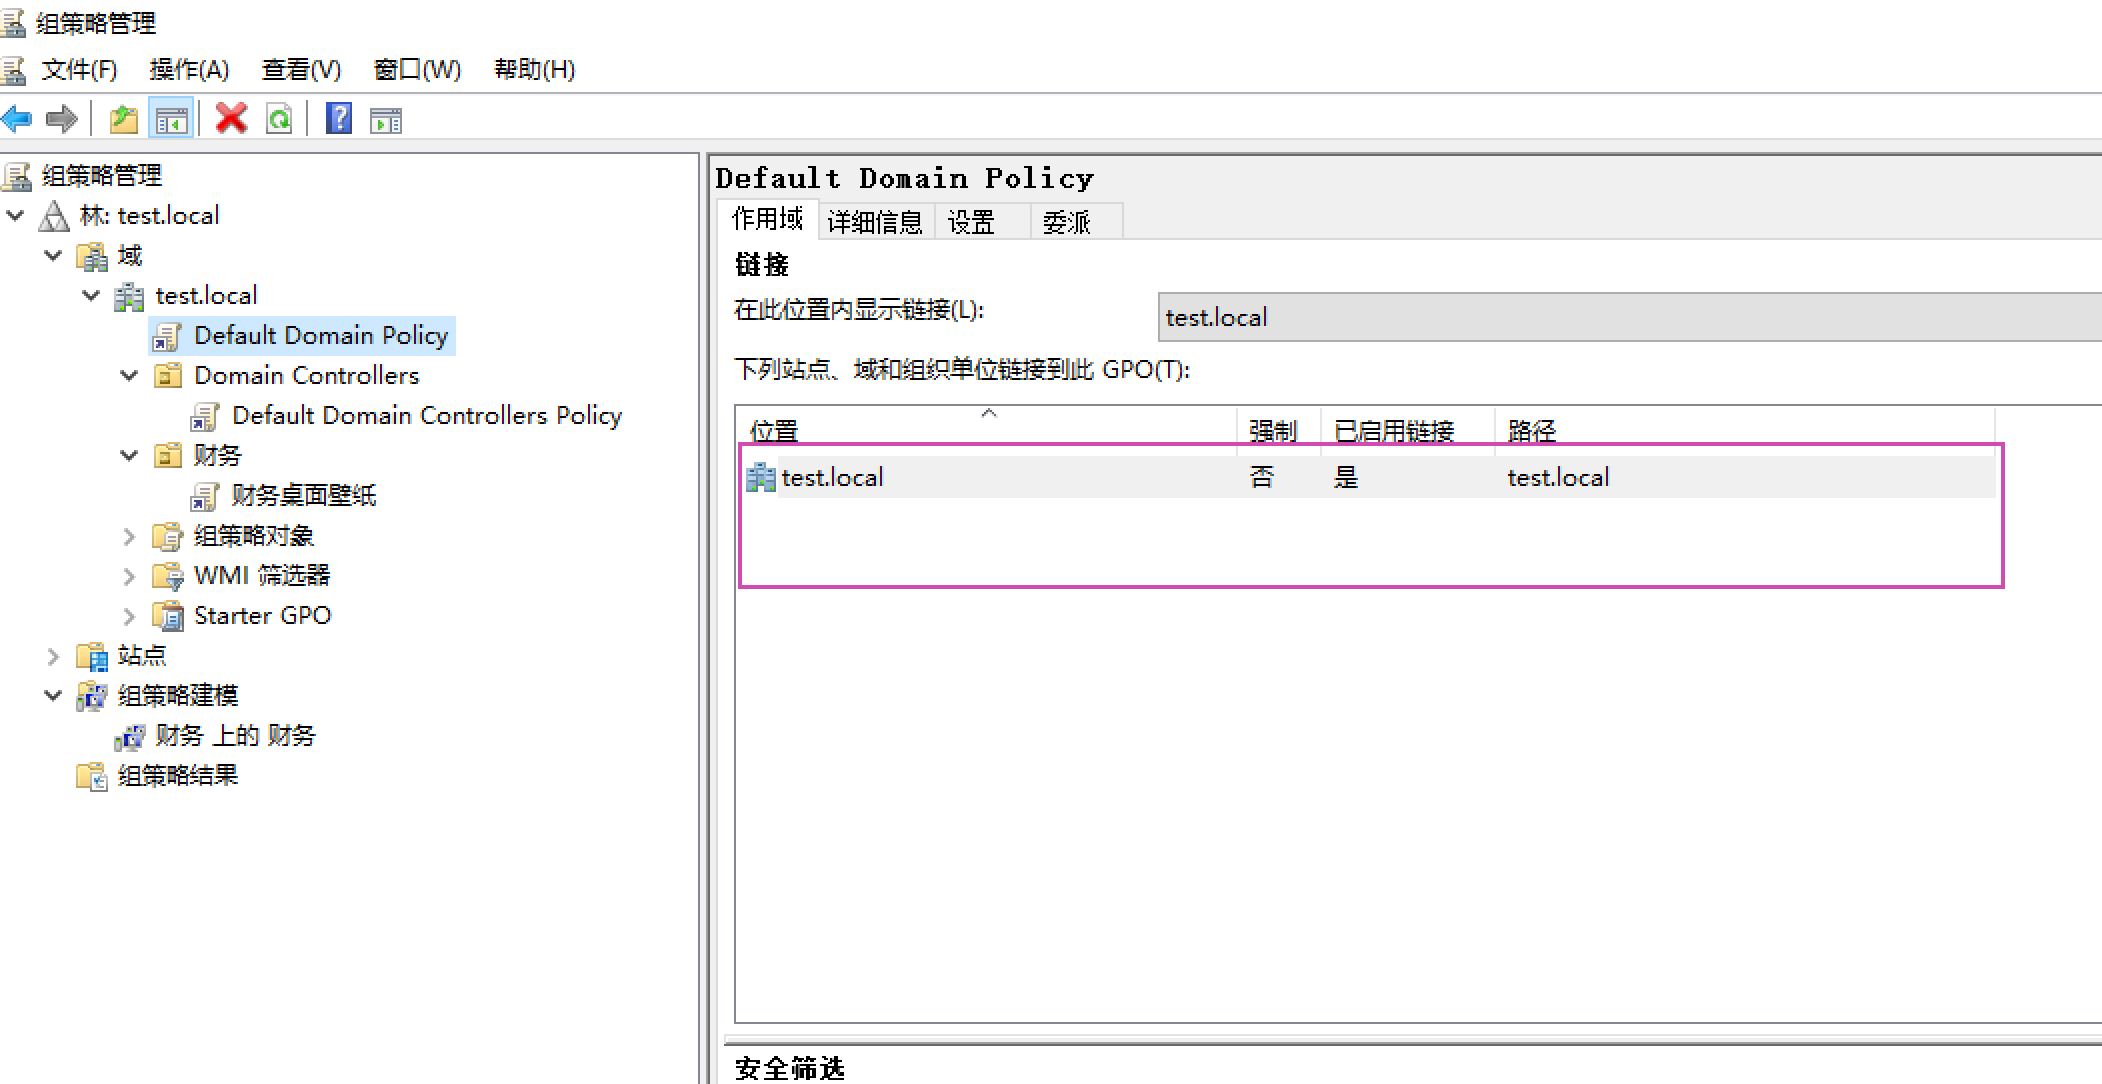 组策略管理
文件(F) 操作(A) 查看(V) 窗口(W) 帮助(H)
组策略管理
林: test.local
域
test.local
Default Domain Policy
Domain Controllers
Default Domain Controllers Policy
财务
财务桌面壁纸
组策略对象
WMI 筛选器
Starter GPO
站点
组策略建模
财务 上的 财务
组策略结果
Default Domain Policy
作用域 详细信息 设置 委派
链接
在此位置内显示链接(L): test.local
下列站点、域和组织单位链接到此 GPO(T):
位置 强制 已启用链接 路径
test.local 否 是 test.local
安全筛选